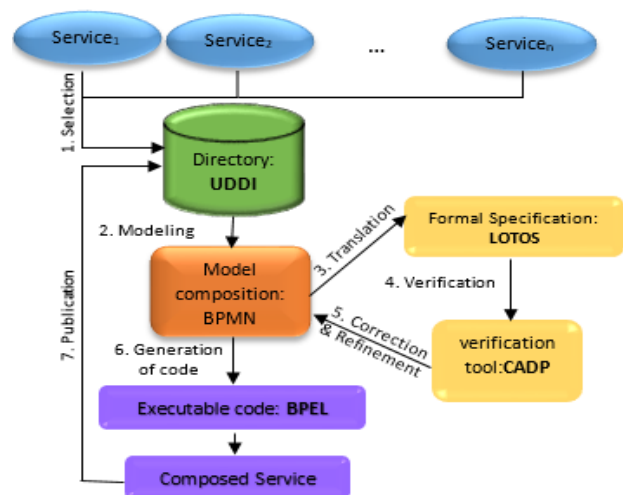 Service1
Service2
...
Servicen
1. Selection
Directory:
UDDI
2. Modeling
3. Translation
Formal Specification:
LOTOS
Model
composition:
BPMN
4. Verification
5. Correction
& Refinement
verification
tool:CADP
7. Publication
6. Generation
of code
Executable code: BPEL
Composed Service